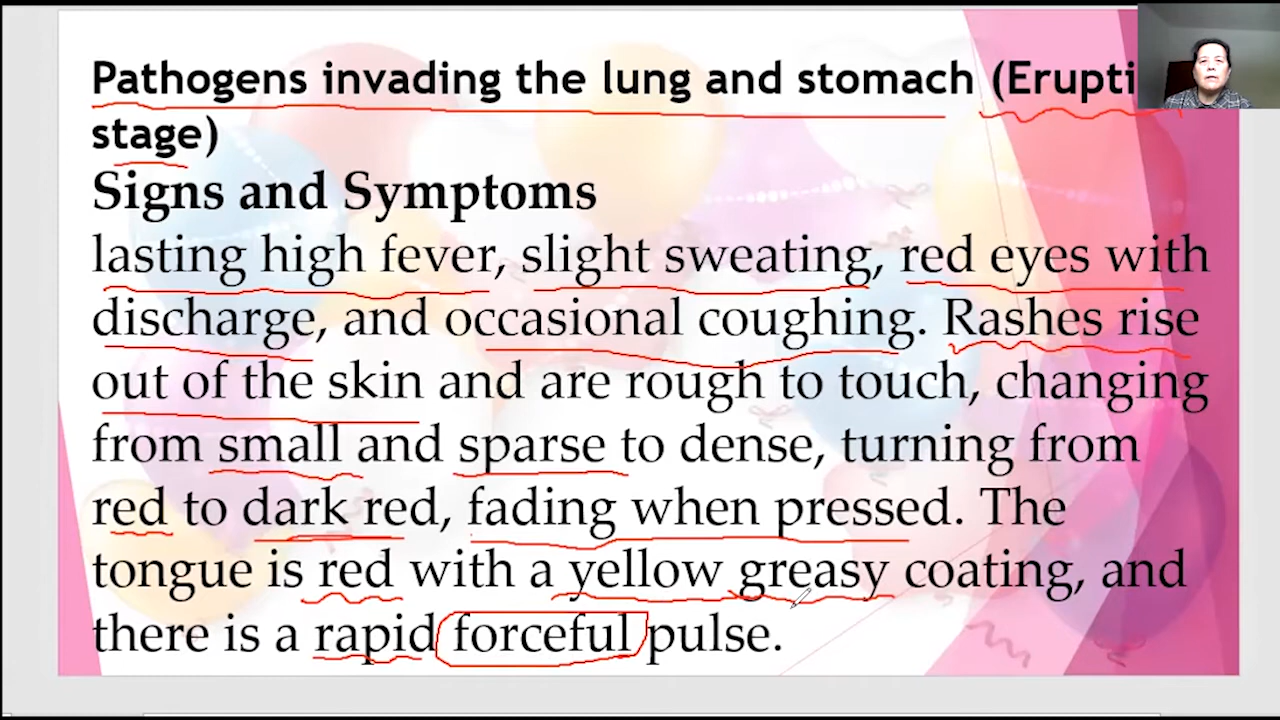 Pathogens invading the lung and stomach (Erupti
stage)
Signs and Symptoms
lasting high fever, slight sweating, red eyes with
discharge, and occasional coughing. Rashes rise
out of the skin and are rough to touch, changing
from small and sparse to dense, turning from
red to dark red, fading when pressed. The
tongue is red with a yellow greasy coating, and
there is a rapid forceful pulse.